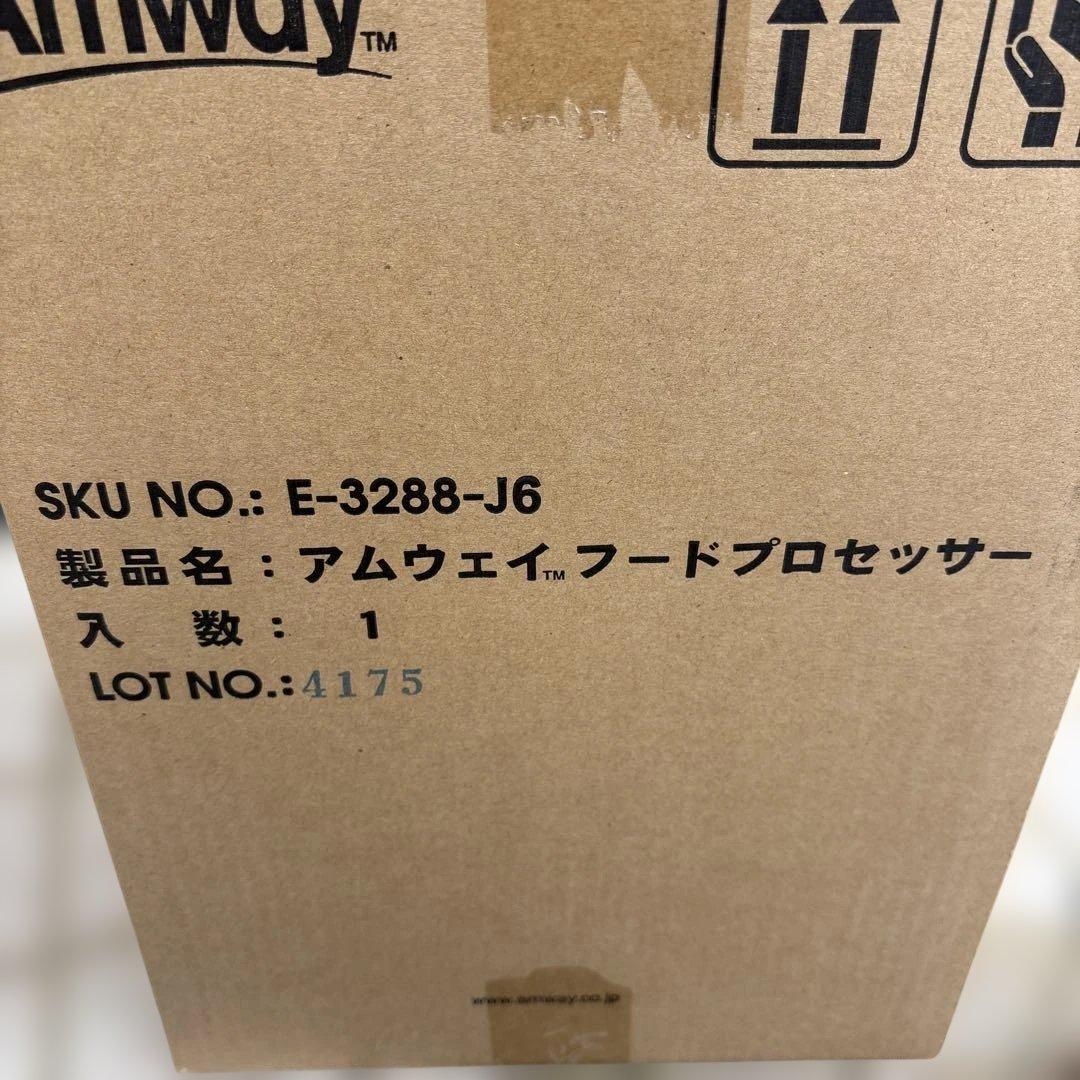 Amway™
SKU NO.: E-3288-J6
製品名：アムウェイ™フードプロセッサー
入 数： 1
LOT NO.:4175
www.amway.co.jp